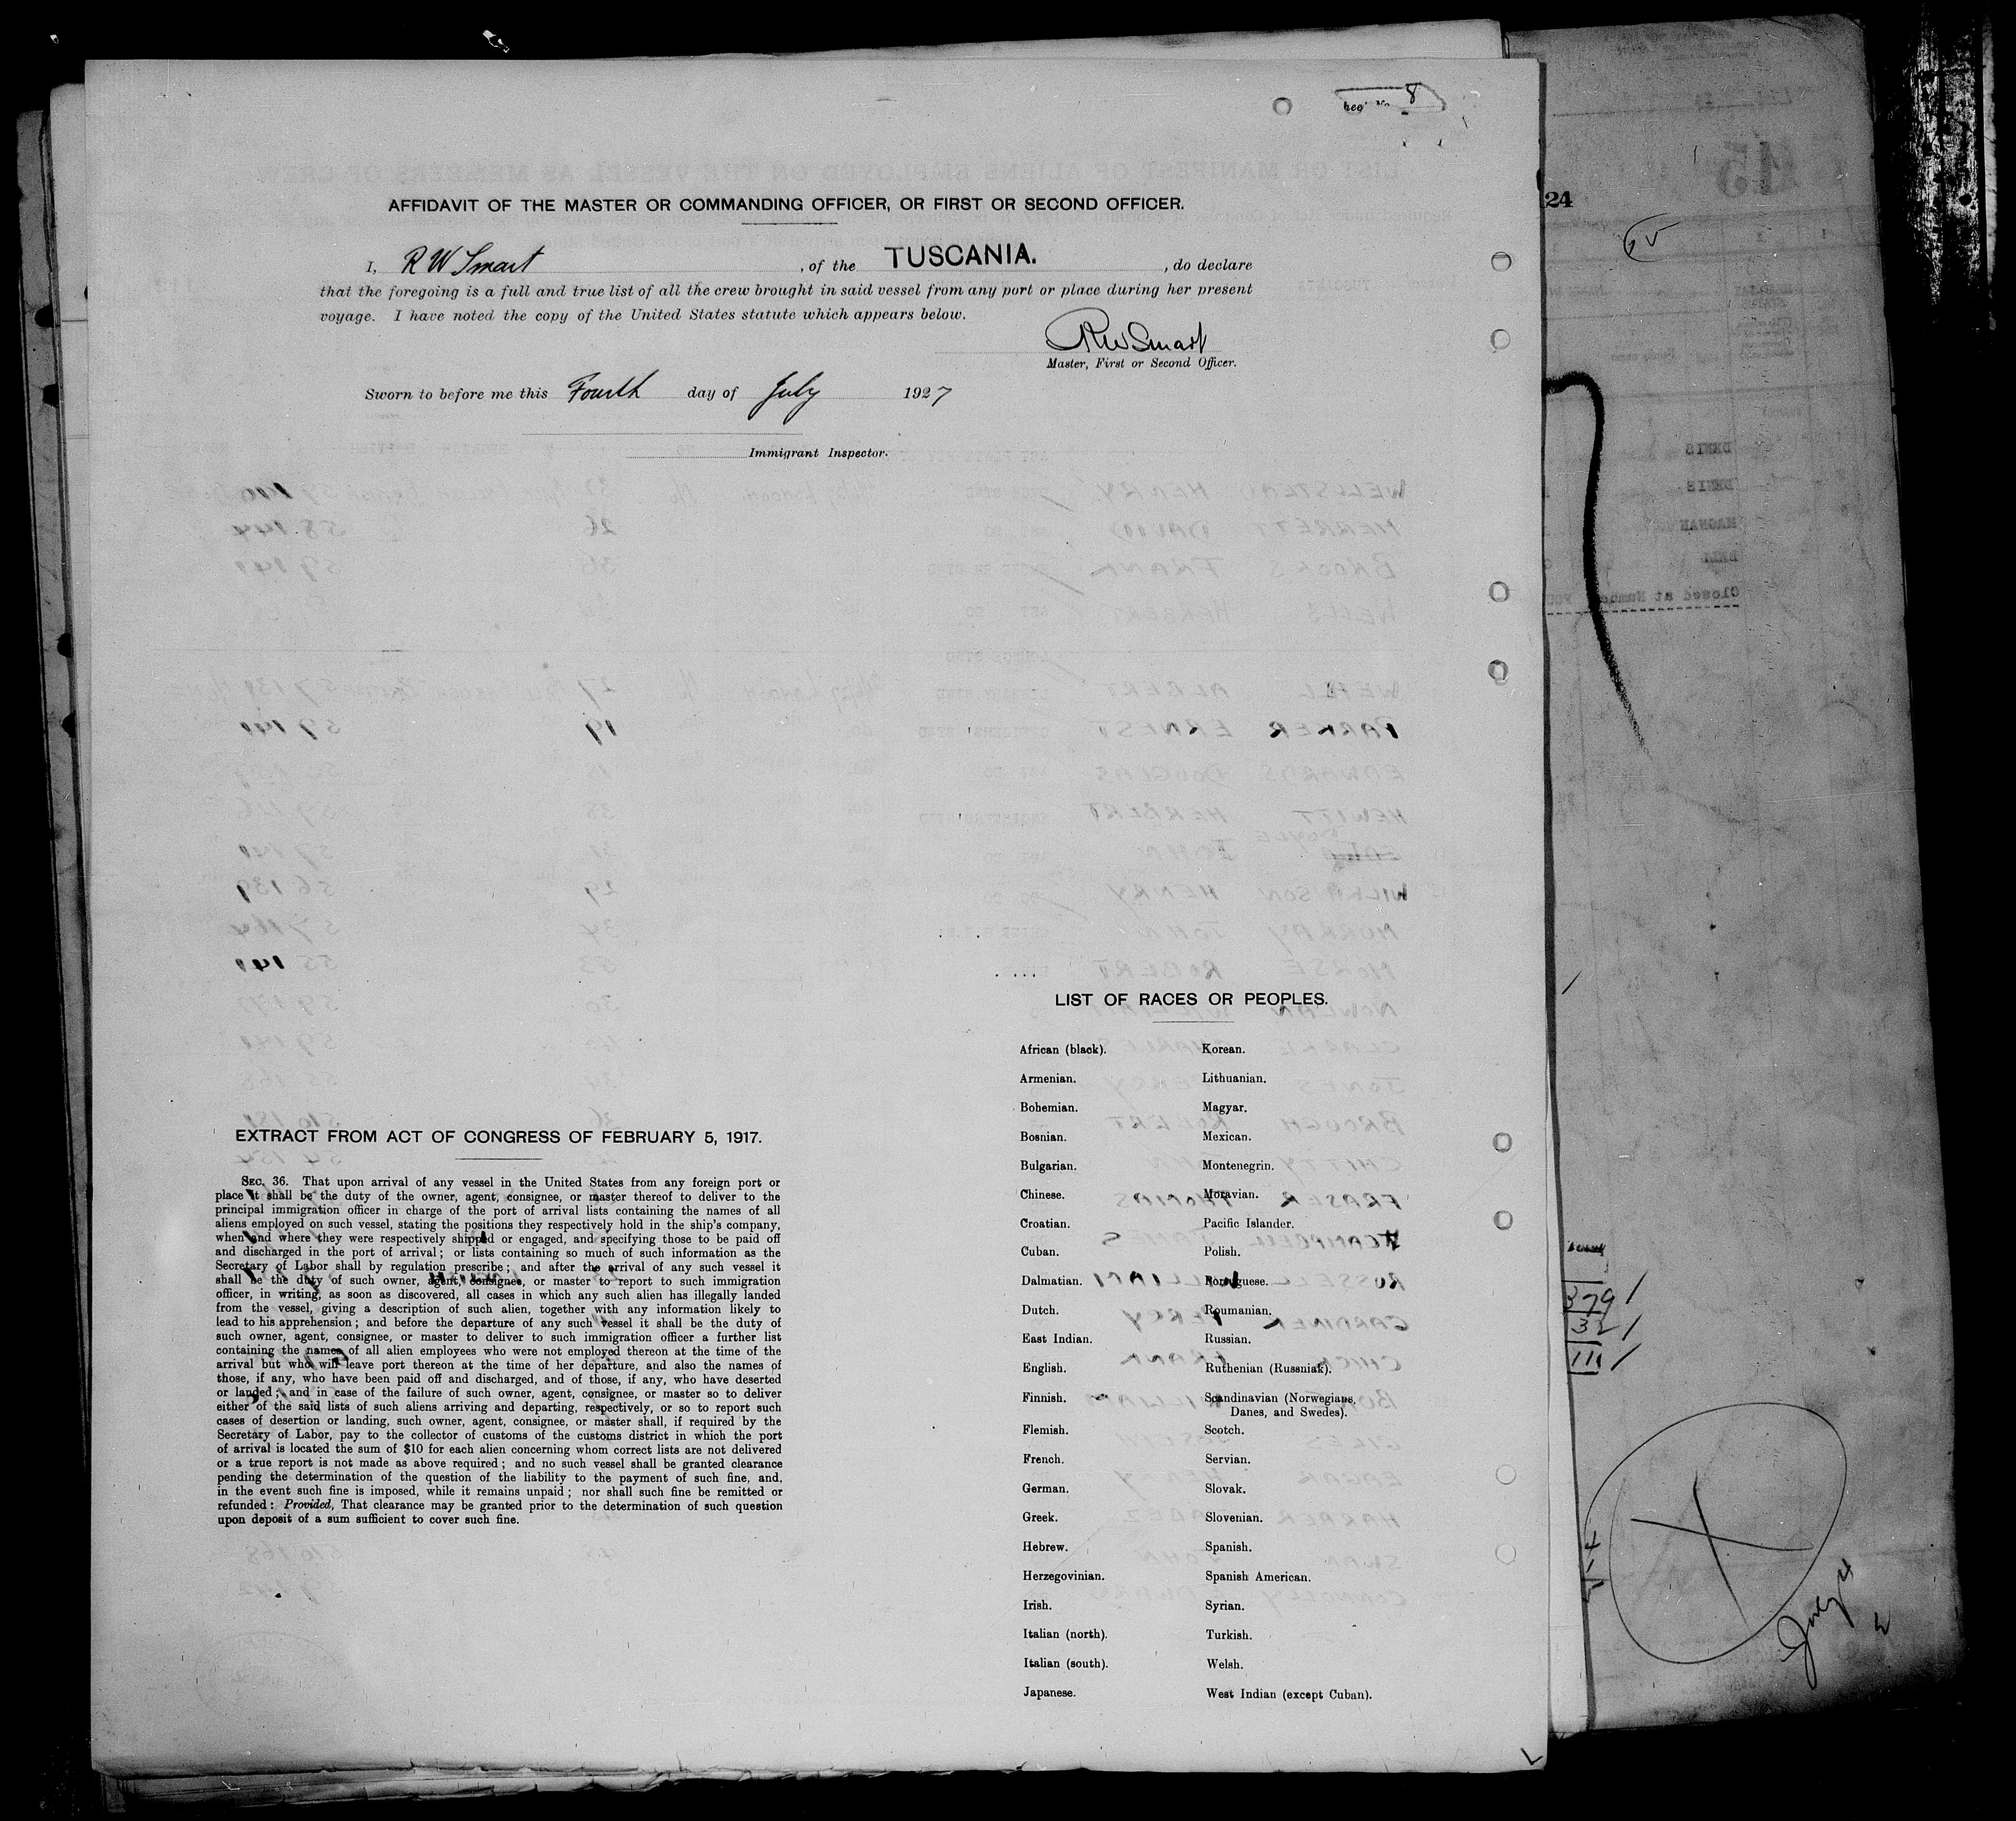 8
AFFIDAVIT OF THE MASTER OR COMMANDING OFFICER, OR FIRST OR SECOND OFFICER.
I, R W Smart , of the TUSCANIA. , do declare
that the foregoing is a full and true list of all the crew brought in said vessel from any port or place during her present
voyage. I have noted the copy of the United States statute which appears below.
RW Smart
Master, First or Second Officer.
Sworn to before me this Fourth day of July 1927
Immigrant Inspector.
EXTRACT FROM ACT OF CONGRESS OF FEBRUARY 5, 1917.
SEC. 36. That upon arrival of any vessel in the United States from any foreign port or
place it shall be the duty of the owner, agent, consignee, or master thereof to deliver to the
principal immigration officer in charge of the port of arrival lists containing the names of all
aliens employed on such vessel, stating the positions they respectively hold in the ship's company,
when and where they were respectively shipped or engaged, and specifying those to be paid off
and discharged in the port of arrival; or lists containing so much of such information as the
Secretary of Labor shall by regulation prescribe; and after the arrival of any such vessel it
shall be the duty of such owner, agent, consignee, or master to report to such immigration
officer, in writing, as soon as discovered, all cases in which any such alien has illegally landed
from the vessel, giving a description of such alien, together with any information likely to
lead to his apprehension; and before the departure of any such vessel it shall be the duty of
such owner, agent, consignee, or master to deliver to such immigration officer a further list
containing the names of all alien employees who were not employed thereon at the time of the
arrival but who will leave port thereon at the time of her departure, and also the names of
those, if any, who have been paid off and discharged, and of those, if any, who have deserted
or landed; and in case of the failure of such owner, agent, consignee, or master so to deliver
either of the said lists of such aliens arriving and departing, respectively, or so to report such
cases of desertion or landing, such owner, agent, consignee, or master shall, if required by the
Secretary of Labor, pay to the collector of customs of the customs district in which the port
of arrival is located the sum of $10 for each alien concerning whom correct lists are not delivered
or a true report is not made as above required; and no such vessel shall be granted clearance
pending the determination of the question of the liability to the payment of such fine, and,
in the event such fine is imposed, while it remains unpaid; nor shall such fine be remitted or
refunded: Provided, That clearance may be granted prior to the determination of such question
upon deposit of a sum sufficient to cover such fine.
LIST OF RACES OR PEOPLES.
African (black). Korean.
Armenian. Lithuanian.
Bohemian. Magyar.
Bosnian. Mexican.
Bulgarian. Montenegrin.
Chinese. Moravian.
Croatian. Pacific Islander.
Cuban. Polish.
Dalmatian. Portuguese.
Dutch. Roumanian.
East Indian. Russian.
English. Ruthenian (Russniak).
Finnish. Scandinavian (Norwegians,
Danes, and Swedes).
Flemish. Scotch.
French. Servian.
German. Slovak.
Greek. Slovenian.
Hebrew. Spanish.
Herzegovinian. Spanish American.
Irish. Syrian.
Italian (north). Turkish.
Italian (south). Welsh.
Japanese. West Indian (except Cuban).
24
379
32
111
July 4